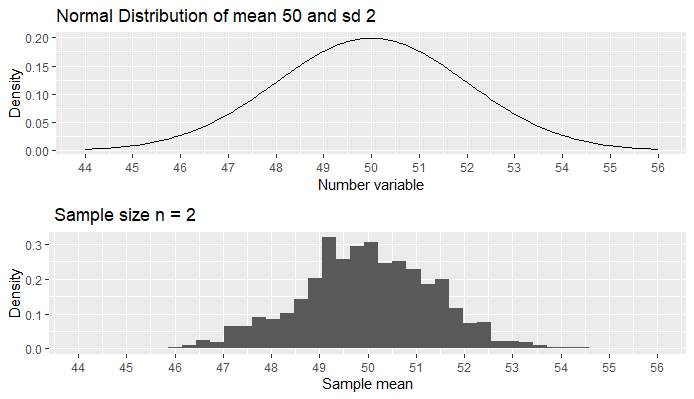 Normal Distribution of mean 50 and sd 2
0.20
0.15
0.10
0.05
0.00
Density
44 45 46 47 48 49 50 51 52 53 54 55 56
Number variable
Sample size n = 2
0.3
0.2
0.1
0.0
Density
44 45 46 47 48 49 50 51 52 53 54 55 56
Sample mean